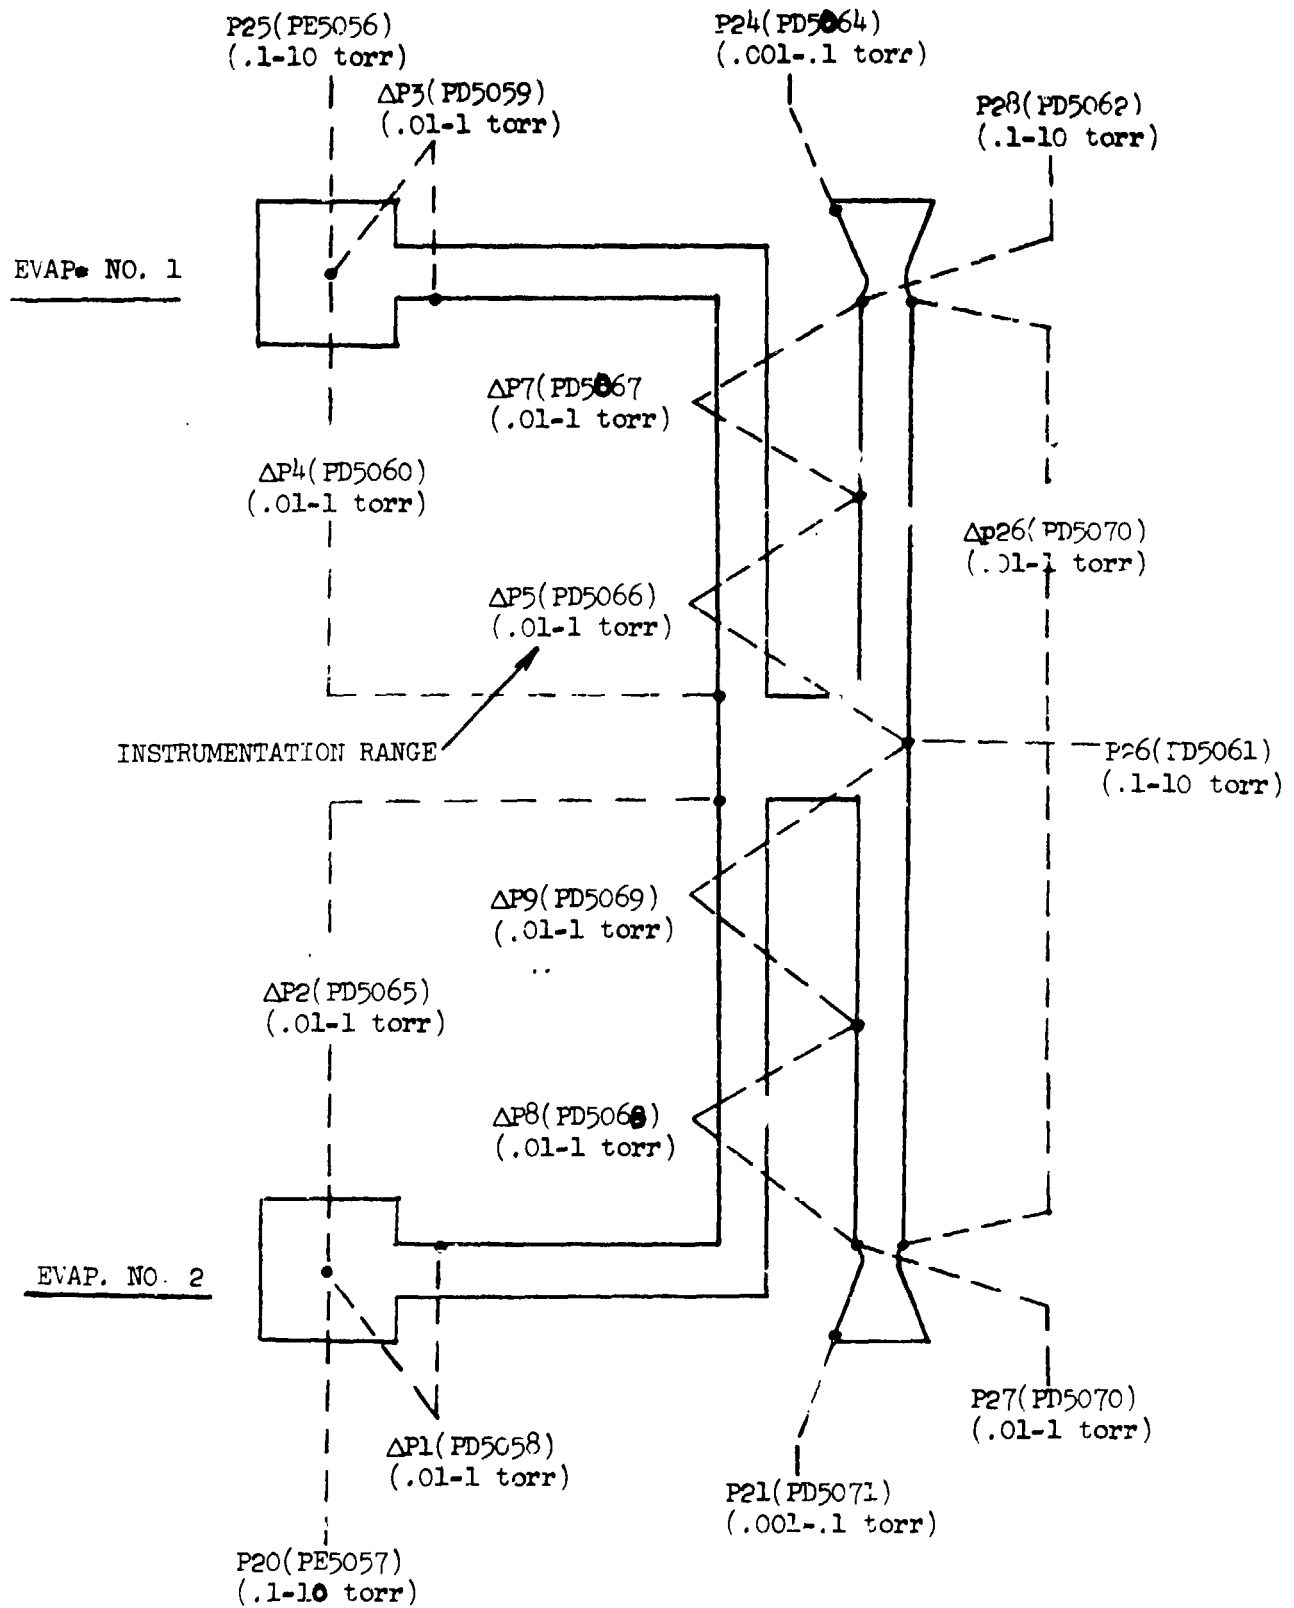 P25(PE5056)
(.1-10 torr)
P24(PD5064)
(.001-.1 torr)
ΔP3(PD5059)
(.01-1 torr)
P28(PD5062)
(.1-10 torr)
EVAP. NO. 1
ΔP7(PD5067
(.01-1 torr)
ΔP4(PD5060)
(.01-1 torr)
Δp26(PD5070)
(.01-1 torr)
ΔP5(PD5066)
(.01-1 torr)
INSTRUMENTATION RANGE
P26(PD5061)
(.1-10 torr)
ΔP9(PD5069)
(.01-1 torr)
ΔP2(PD5065)
(.01-1 torr)
ΔP8(PD5068)
(.01-1 torr)
EVAP. NO. 2
P27(PD5070)
(.01-1 torr)
ΔP1(PD5058)
(.01-1 torr)
P21(PD5071)
(.001-.1 torr)
P20(PE5057)
(.1-10 torr)